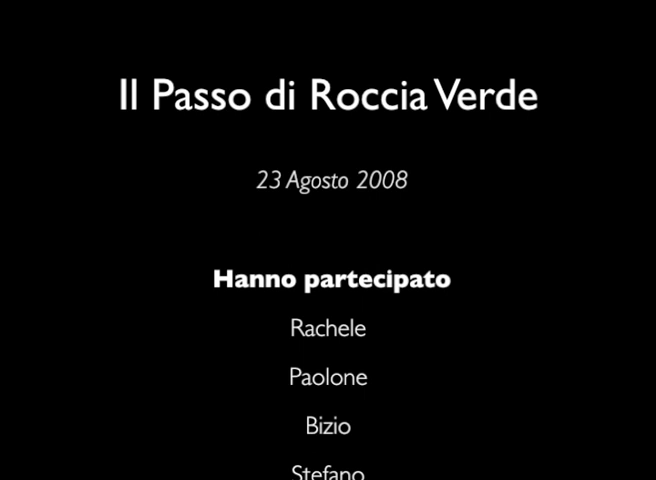 Il Passo di Roccia Verde
23 Agosto 2008
Hanno partecipato
Rachele
Paolone
Bizio
Stefano